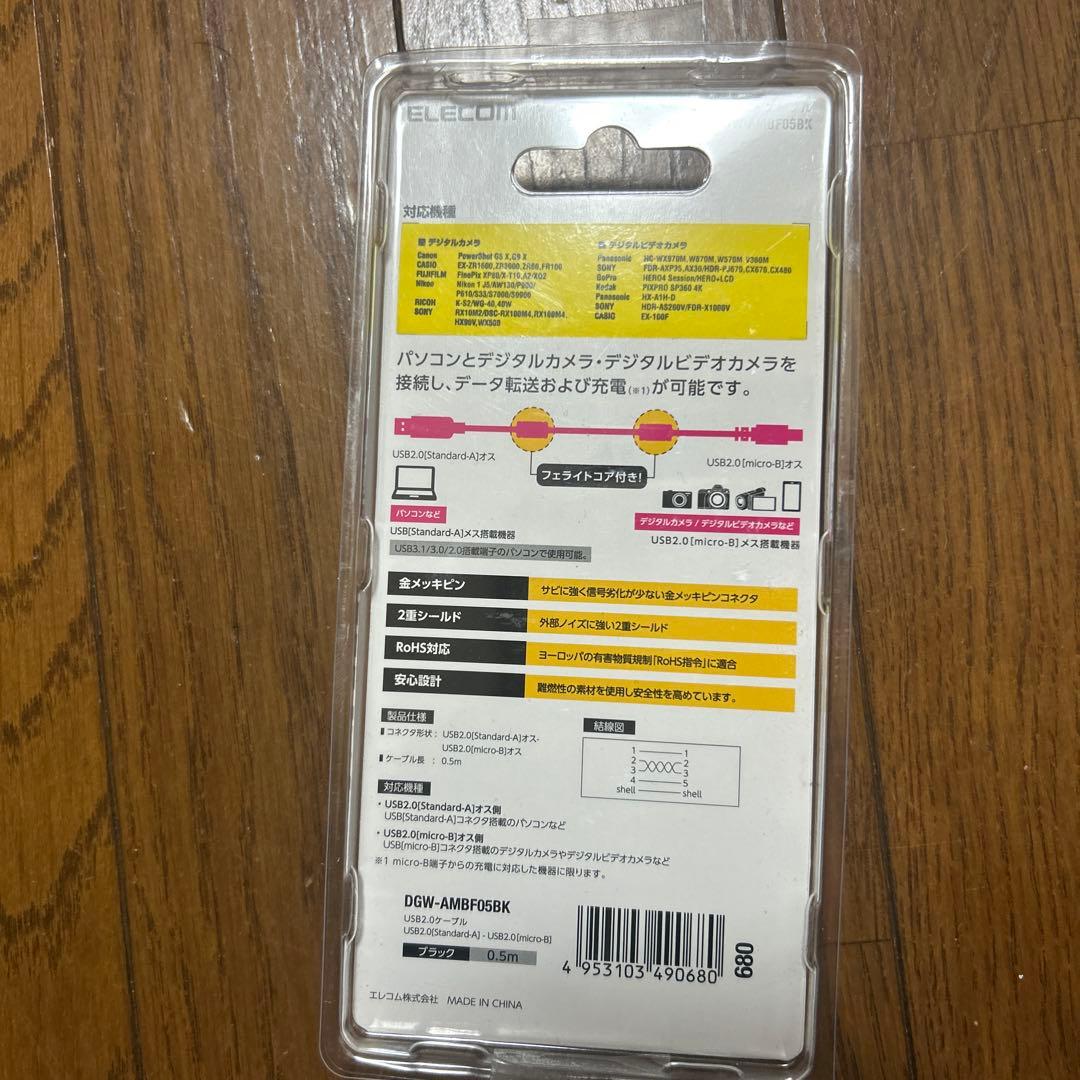 ELECOM
AMBF05BK
対応機種
デジタルカメラ
Canon PowerShot G5 X,G9 X
CASIO EX-ZR1600,ZR3000,ZR60,FR100
FUJIFILM FinePix XP80/X-T10,A2/XQ2
Nikon Nikon 1 J5/AW130/P900/
P610/S33/S7000/S9900
RICOH K-S2/WG-40,40W
SONY RX10M2/DSC-RX100M4,RX100M4,
HX90V,WX500
デジタルビデオカメラ
Panasonic HC-WX970M,W870M,W570M,V360M
SONY FDR-AXP35,AX30/HDR-PJ670,CX670,CX480
GoPro HERO4 Session/HERO+LCD
Kodak PIXPRO SP360 4K
Panasonic HX-A1H-D
SONY HDR-AS200V/FDR-X1000V
CASIO EX-100F
パソコンとデジタルカメラ・デジタルビデオカメラを
接続し、データ転送および充電(※1)が可能です。
USB2.0[Standard-A]オス
USB2.0[micro-B]オス
フェライトコア付き!
パソコンなど
USB[Standard-A]メス搭載機器
USB3.1/3.0/2.0搭載端子のパソコンで使用可能。
デジタルカメラ/デジタルビデオカメラなど
USB2.0[micro-B]メス搭載機器
金メッキピン サビに強く信号劣化が少ない金メッキピンコネクタ
2重シールド 外部ノイズに強い2重シールド
RoHS対応 ヨーロッパの有害物質規制「RoHS指令」に適合
安心設計 難燃性の素材を使用し安全性を高めています。
製品仕様
コネクタ形状: USB2.0[Standard-A]オス-
USB2.0[micro-B]オス
ケーブル長 : 0.5m
結線図
1 1
2 2
3 3
4 5
shell shell
対応機種
・USB2.0[Standard-A]オス側
USB[Standard-A]コネクタ搭載のパソコンなど
・USB2.0[micro-B]オス側
USB[micro-B]コネクタ搭載のデジタルカメラやデジタルビデオカメラなど
※1 micro-B端子からの充電に対応した機器に限ります。
DGW-AMBF05BK
USB2.0ケーブル
USB2.0[Standard-A] - USB2.0[micro-B]
ブラック 0.5m
4 953103 490680
680
エレコム株式会社 MADE IN CHINA